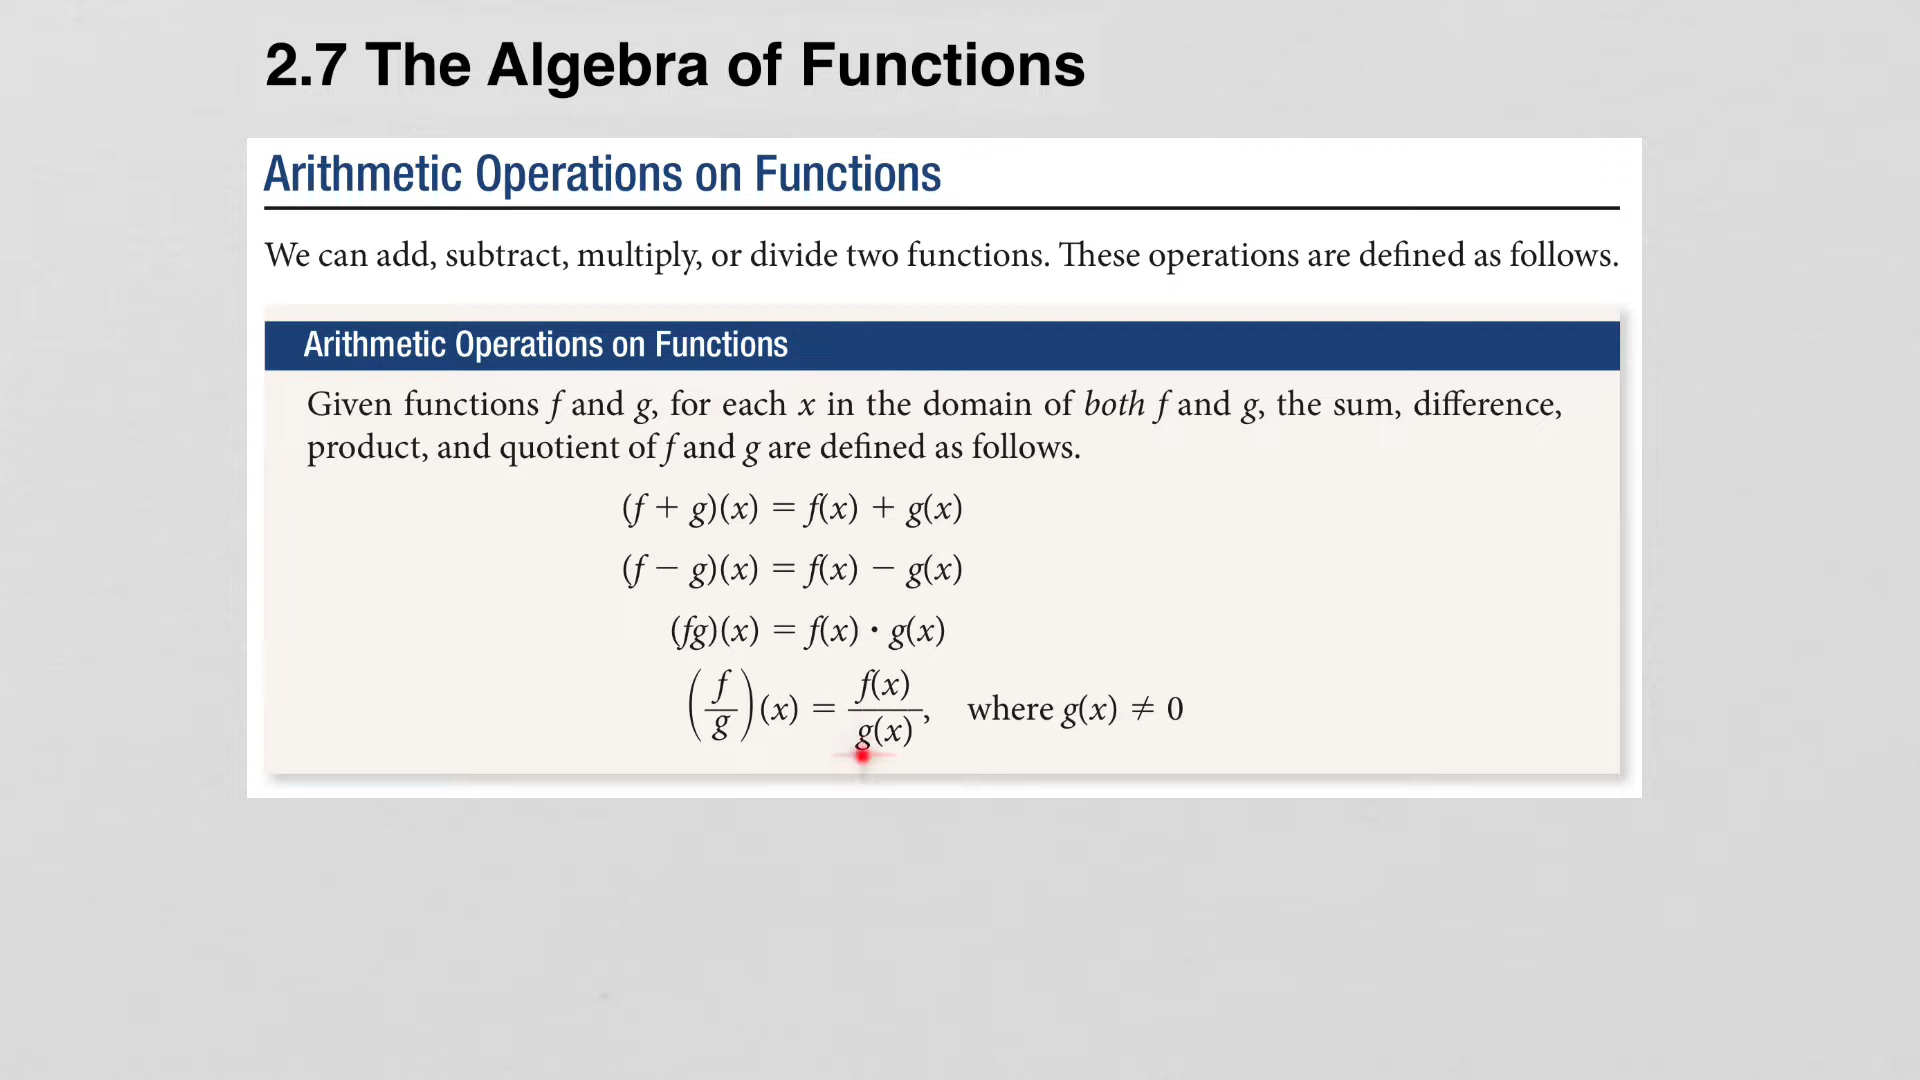 2.7 The Algebra of Functions
Arithmetic Operations on Functions
We can add, subtract, multiply, or divide two functions. These operations are defined as follows.
Arithmetic Operations on Functions
Given functions f and g, for each x in the domain of both f and g, the sum, difference,
product, and quotient of f and g are defined as follows.
(f + g)(x) = f(x) + g(x)
(f − g)(x) = f(x) − g(x)
(fg)(x) = f(x) · g(x)
(f/g)(x) = f(x)/g(x), where g(x) ≠ 0